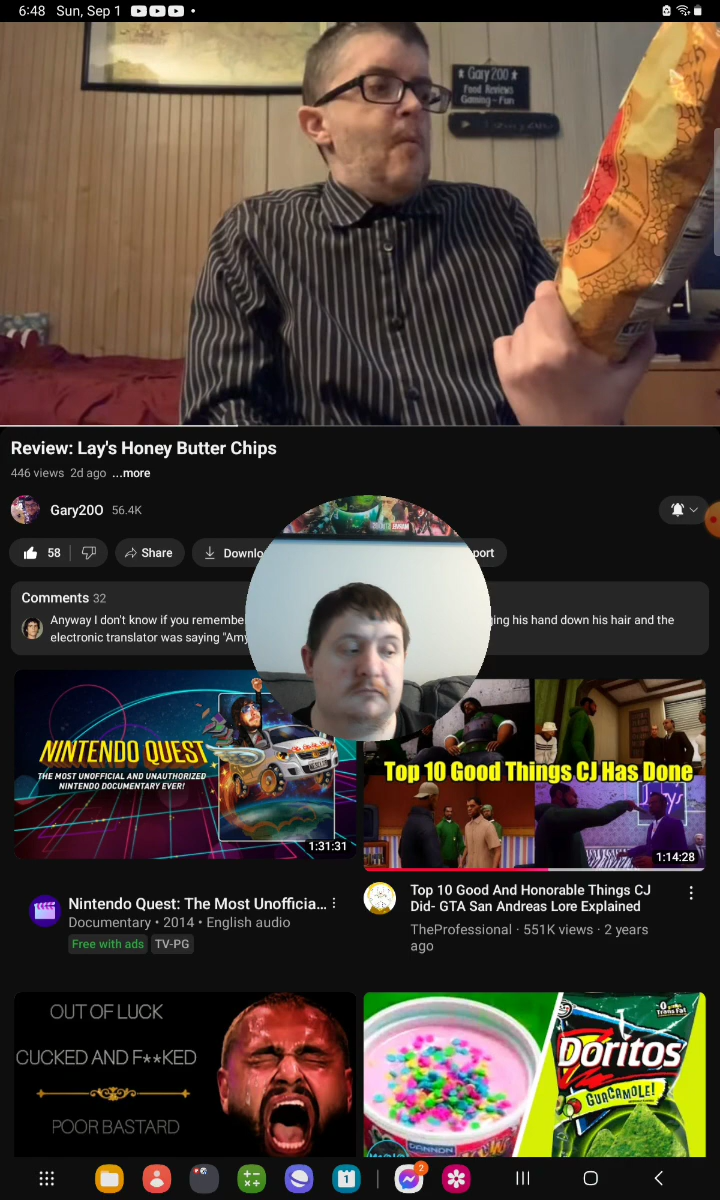 6:48 Sun, Sep 1
★ Gary200 ★
Food Reviews
Gaming - Fun
Review: Lay's Honey Butter Chips
446 views 2d ago ...more
Gary20O 56.4K
58 Share Downlo port
Comments 32
Anyway I don't know if you remembe ging his hand down his hair and the
electronic translator was saying "Amy
NINTENDO QUEST
THE MOST UNOFFICIAL AND UNAUTHORIZED
NINTENDO DOCUMENTARY EVER!
1:31:31
Top 10 Good Things CJ Has Done
1:14:28
Nintendo Quest: The Most Unofficia...
Documentary • 2014 • English audio
Free with ads TV-PG
Top 10 Good And Honorable Things CJ
Did- GTA San Andreas Lore Explained
TheProfessional · 551K views · 2 years
ago
OUT OF LUCK
CUCKED AND F**KED
POOR BASTARD
DANNON
0 grams
Trans Fat
Doritos
GUACAMOLE!
1
2